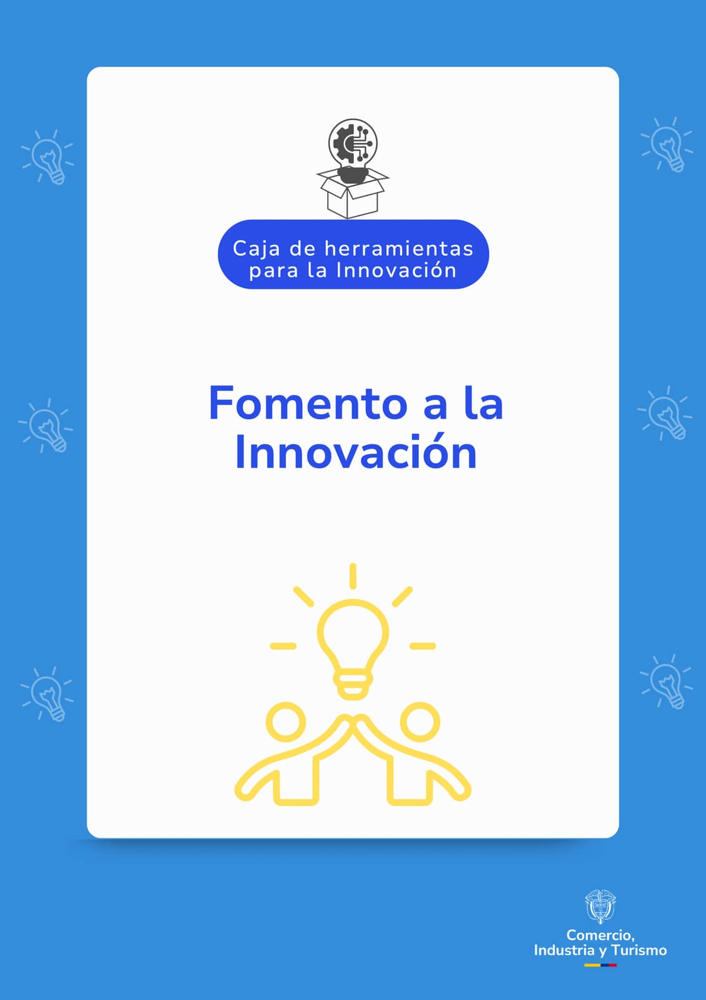 Caja de herramientas
para la Innovación
Fomento a la
Innovación
Comercio,
Industria y Turismo